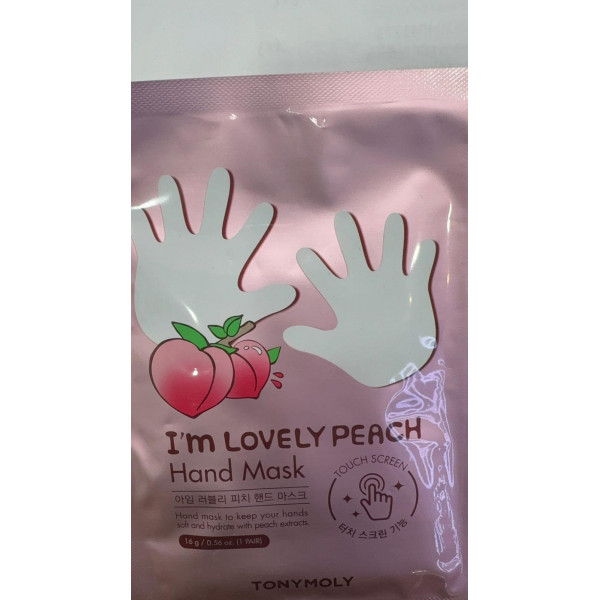 I'm LOVELY PEACH
Hand Mask
아임 러블리 피치 핸드 마스크
Hand mask to keep your hands
soft and hydrate with peach extracts.
16 g / 0.56 oz. (1 PAIR)
TOUCH SCREEN
터치 스크린 기능
TONYMOLY